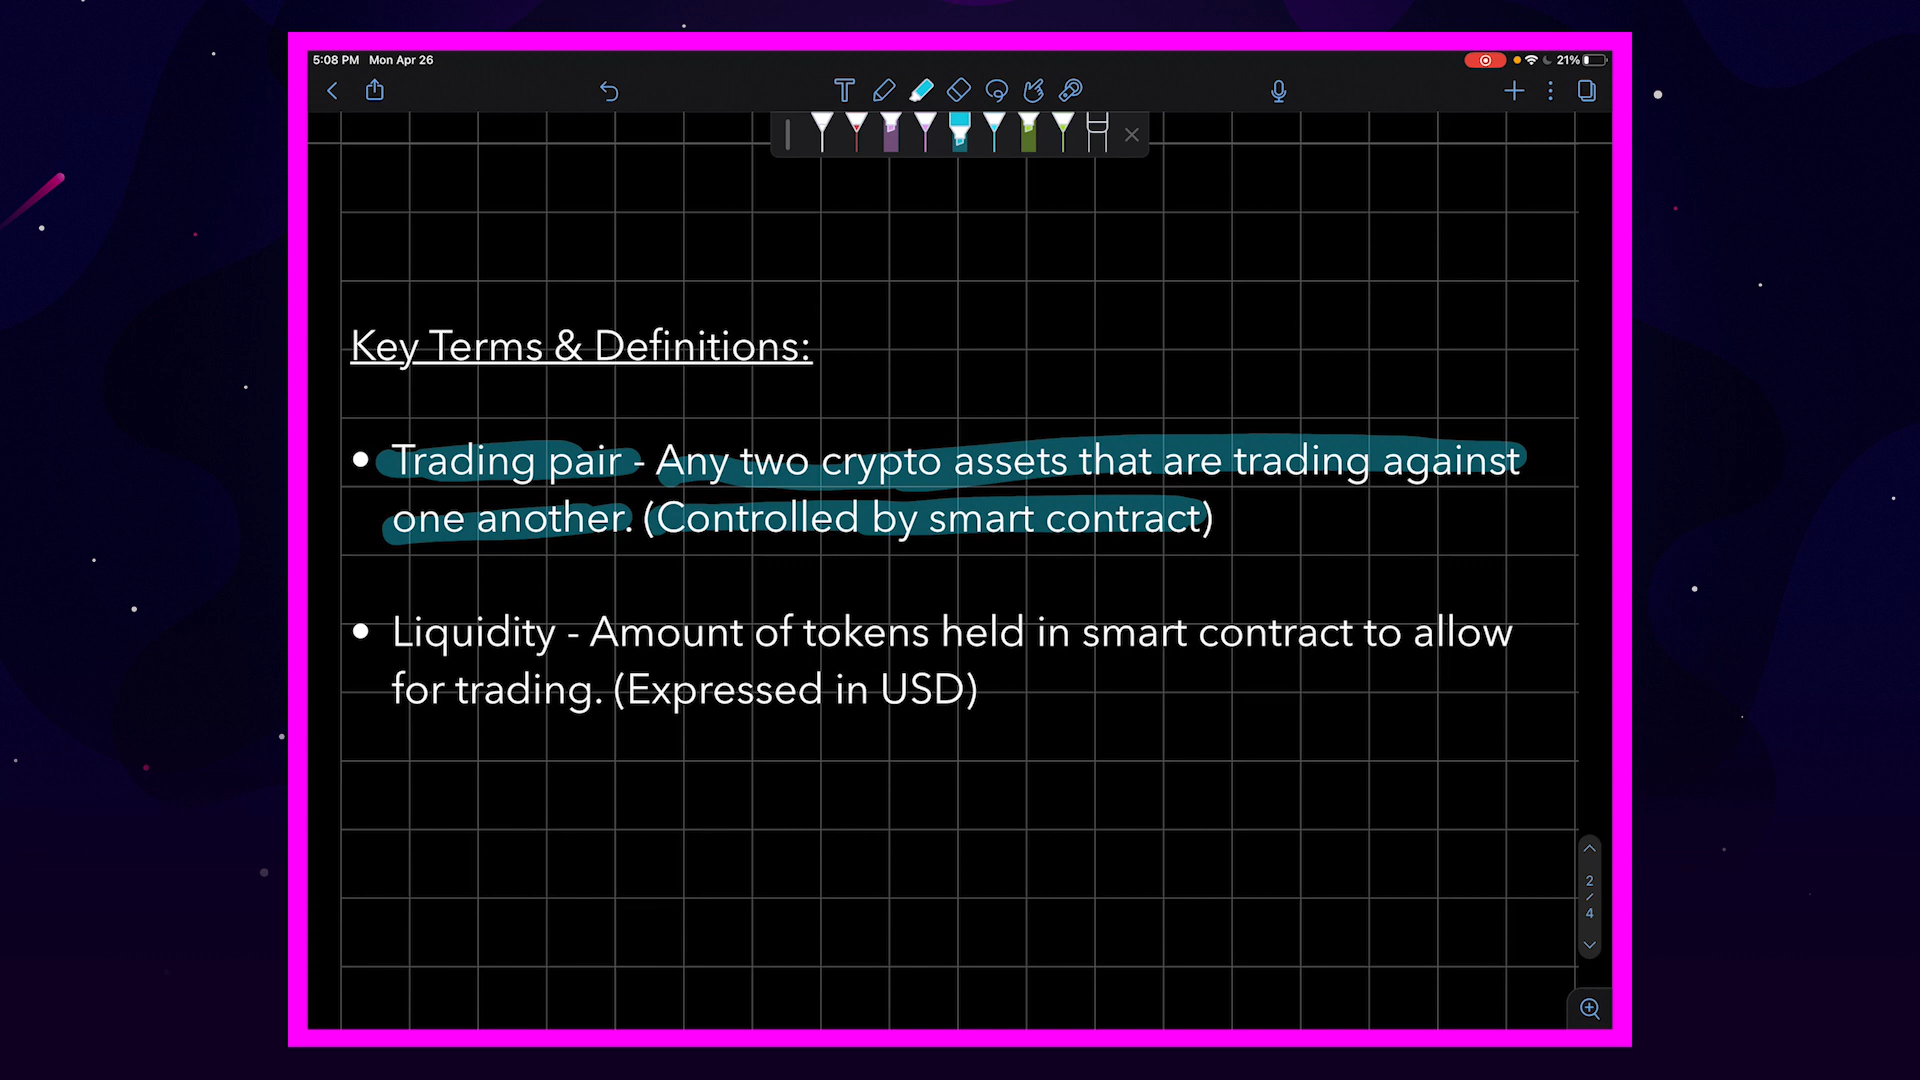 5:08 PM Mon Apr 26
21%
Key Terms & Definitions:
• Trading pair - Any two crypto assets that are trading against
one another. (Controlled by smart contract)
• Liquidity - Amount of tokens held in smart contract to allow
for trading. (Expressed in USD)
2
/
4